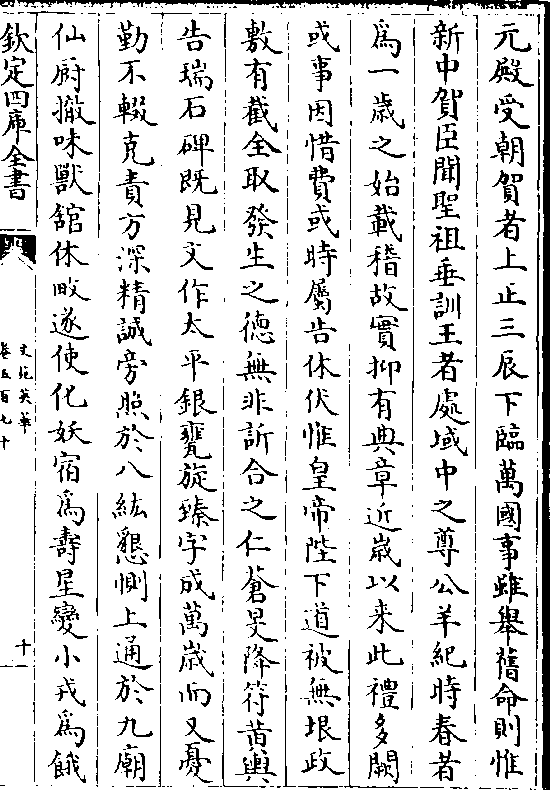 元殿受朝賀者上正三辰下臨萬國事雖舉舊命則惟
新中賀臣聞聖祖垂訓王者處域中之尊公羊紀時春者
為一歲之始載稽故實抑有典章近歲以来此禮多闕
或事因惜費或時屬告休伏惟皇帝陛下道被無垠政
敷有截全取發生之德無非訢合之仁蒼旻降符黄輿
告瑞石碑既見文作太平銀甕旋臻字成萬歲而又憂
勤不輟克責方深精誠旁照於八紘懇惻上通於九廟
仙廚撤味獸舘休畋遂使化妖宿為壽星變小戎為餓
欽定四庫全書
文苑英華
卷五百七十
十